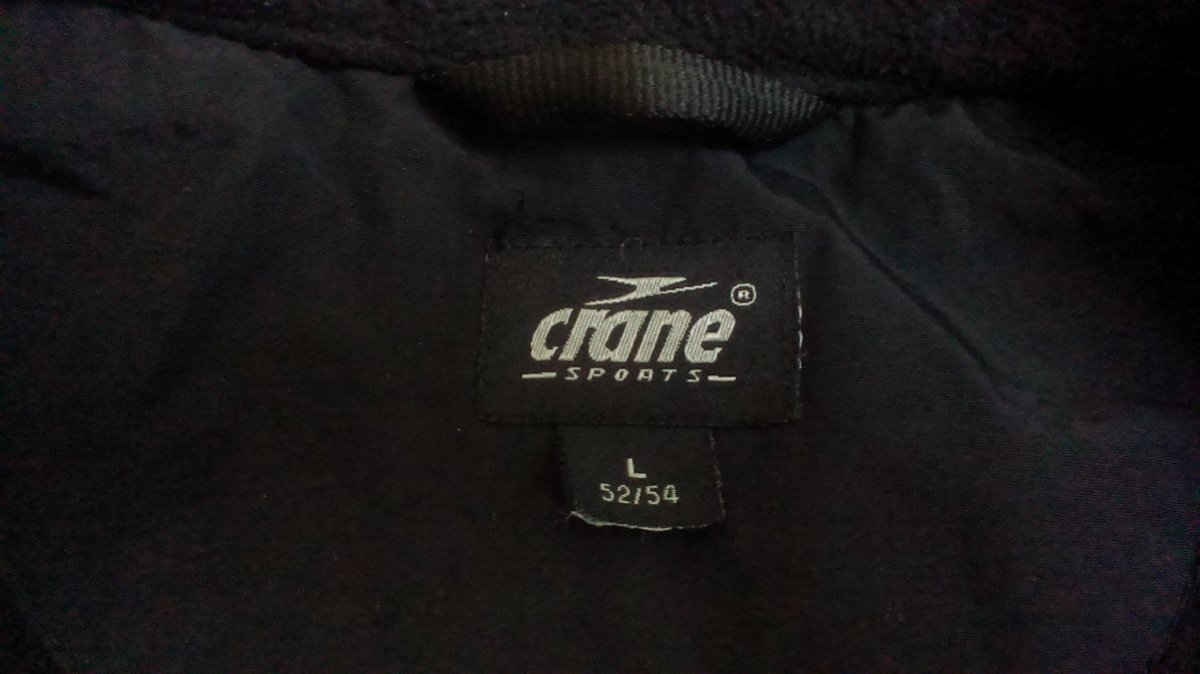 crane ®
SPORTS
L
52/54